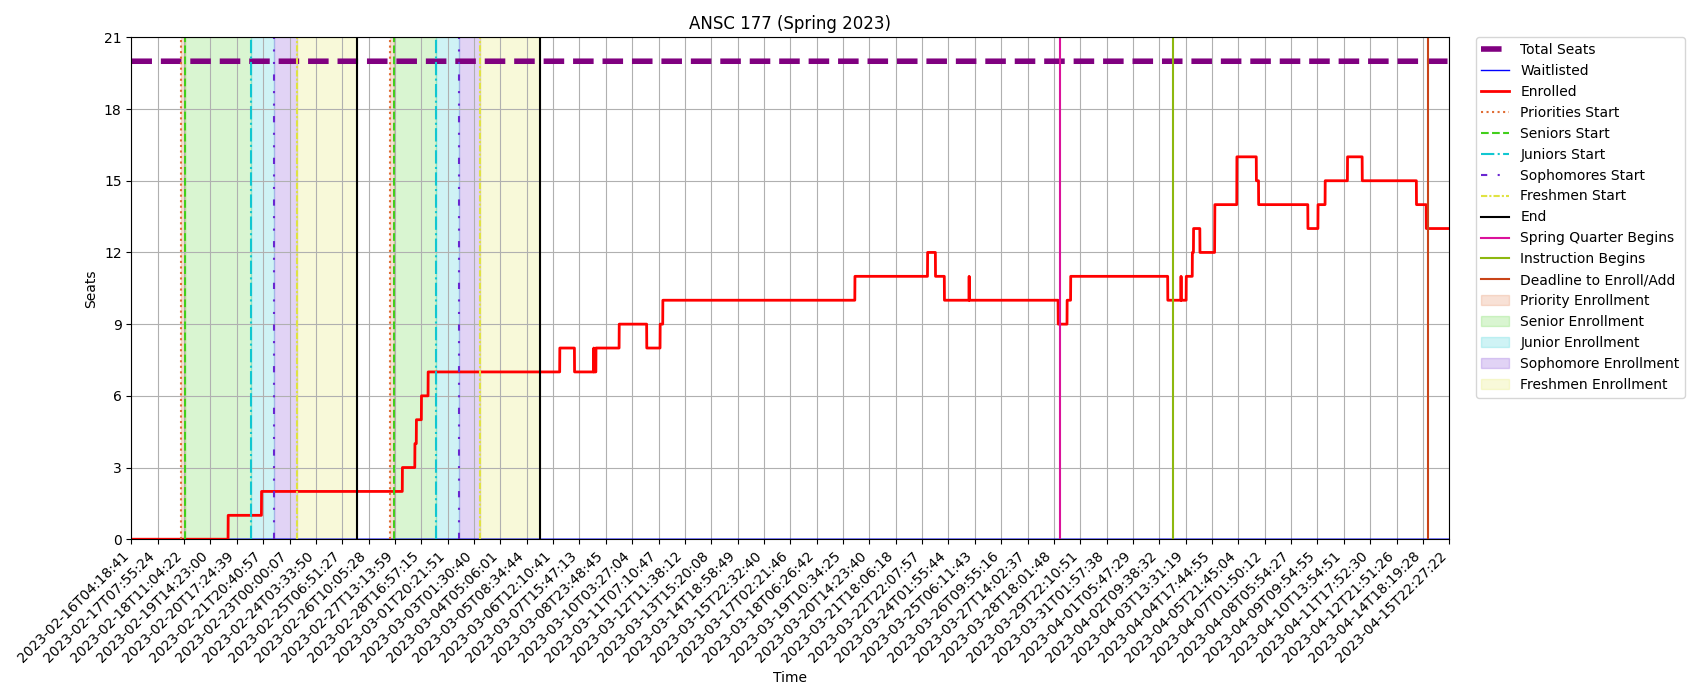 ANSC 177 (Spring 2023)
Seats
21
18
15
12
9
6
3
0
2023-02-16T04:18:41
2023-02-17T07:55:24
2023-02-18T11:04:22
2023-02-19T14:23:00
2023-02-20T17:24:39
2023-02-21T20:40:57
2023-02-23T00:00:07
2023-02-24T03:33:50
2023-02-25T06:51:27
2023-02-26T10:05:28
2023-02-27T13:13:59
2023-02-28T16:57:15
2023-03-01T20:21:51
2023-03-03T01:30:40
2023-03-04T05:06:01
2023-03-05T08:34:44
2023-03-06T12:10:41
2023-03-07T15:47:13
2023-03-08T23:48:45
2023-03-10T03:27:04
2023-03-11T07:10:47
2023-03-12T11:38:12
2023-03-13T15:20:08
2023-03-14T18:58:49
2023-03-15T22:32:40
2023-03-17T02:21:46
2023-03-18T06:26:42
2023-03-19T10:34:25
2023-03-20T14:23:40
2023-03-21T18:06:18
2023-03-22T22:07:57
2023-03-24T01:55:44
2023-03-25T06:11:43
2023-03-26T09:55:16
2023-03-27T14:02:37
2023-03-28T18:01:48
2023-03-29T22:10:51
2023-03-31T01:57:38
2023-04-01T05:47:29
2023-04-02T09:38:32
2023-04-03T13:31:19
2023-04-04T17:44:55
2023-04-05T21:45:04
2023-04-07T01:50:12
2023-04-08T05:54:27
2023-04-09T09:54:55
2023-04-10T13:54:51
2023-04-11T17:52:30
2023-04-12T21:51:26
2023-04-14T18:19:28
2023-04-15T22:27:22
Time
Total Seats
Waitlisted
Enrolled
Priorities Start
Seniors Start
Juniors Start
Sophomores Start
Freshmen Start
End
Spring Quarter Begins
Instruction Begins
Deadline to Enroll/Add
Priority Enrollment
Senior Enrollment
Junior Enrollment
Sophomore Enrollment
Freshmen Enrollment